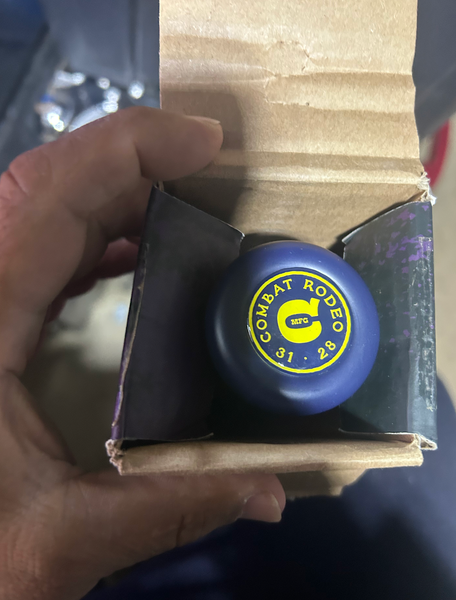 COMBAT RODEO
C
MFG
31 · 28